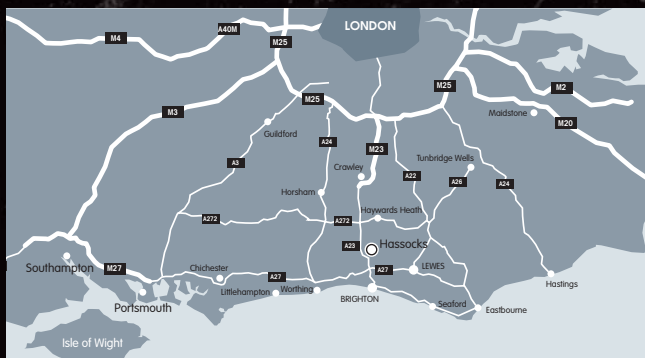 LONDON
A40M
M4
M25
M25
M2
M25
M3
Maidstone
M20
Guildford
A24
M23
Tunbridge Wells
A3
Crawley
A22
A26
A24
Horsham
Haywards Heath
A272
A272
A23
Hassocks
Southampton
M27
Chichester
A27
A27
LEWES
Hastings
Littlehampton
Worthing
BRIGHTON
Portsmouth
Seaford
Eastbourne
Isle of Wight